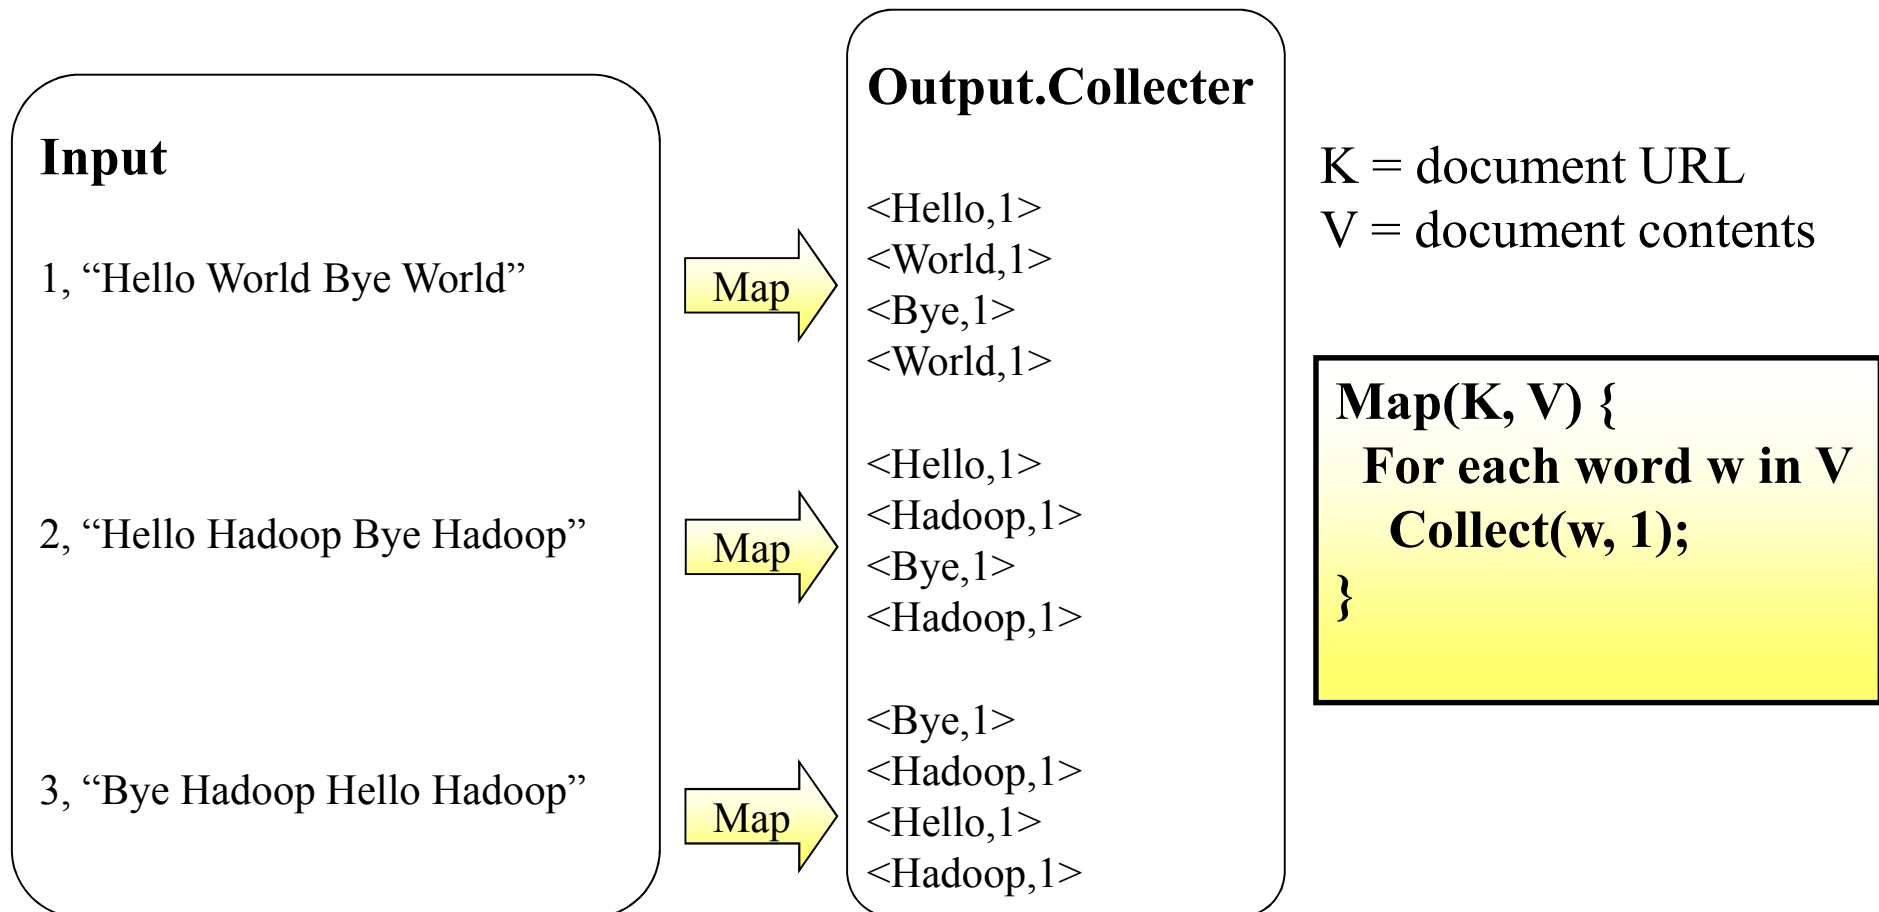 Input
1, “Hello World Bye World”
2, “Hello Hadoop Bye Hadoop”
3, “Bye Hadoop Hello Hadoop”
Map
Map
Map
Output.Collecter
<Hello,1>
<World,1>
<Bye,1>
<World,1>
<Hello,1>
<Hadoop,1>
<Bye,1>
<Hadoop,1>
<Bye,1>
<Hadoop,1>
<Hello,1>
<Hadoop,1>
K = document URL
V = document contents
Map(K, V) {
For each word w in V
Collect(w, 1);
}